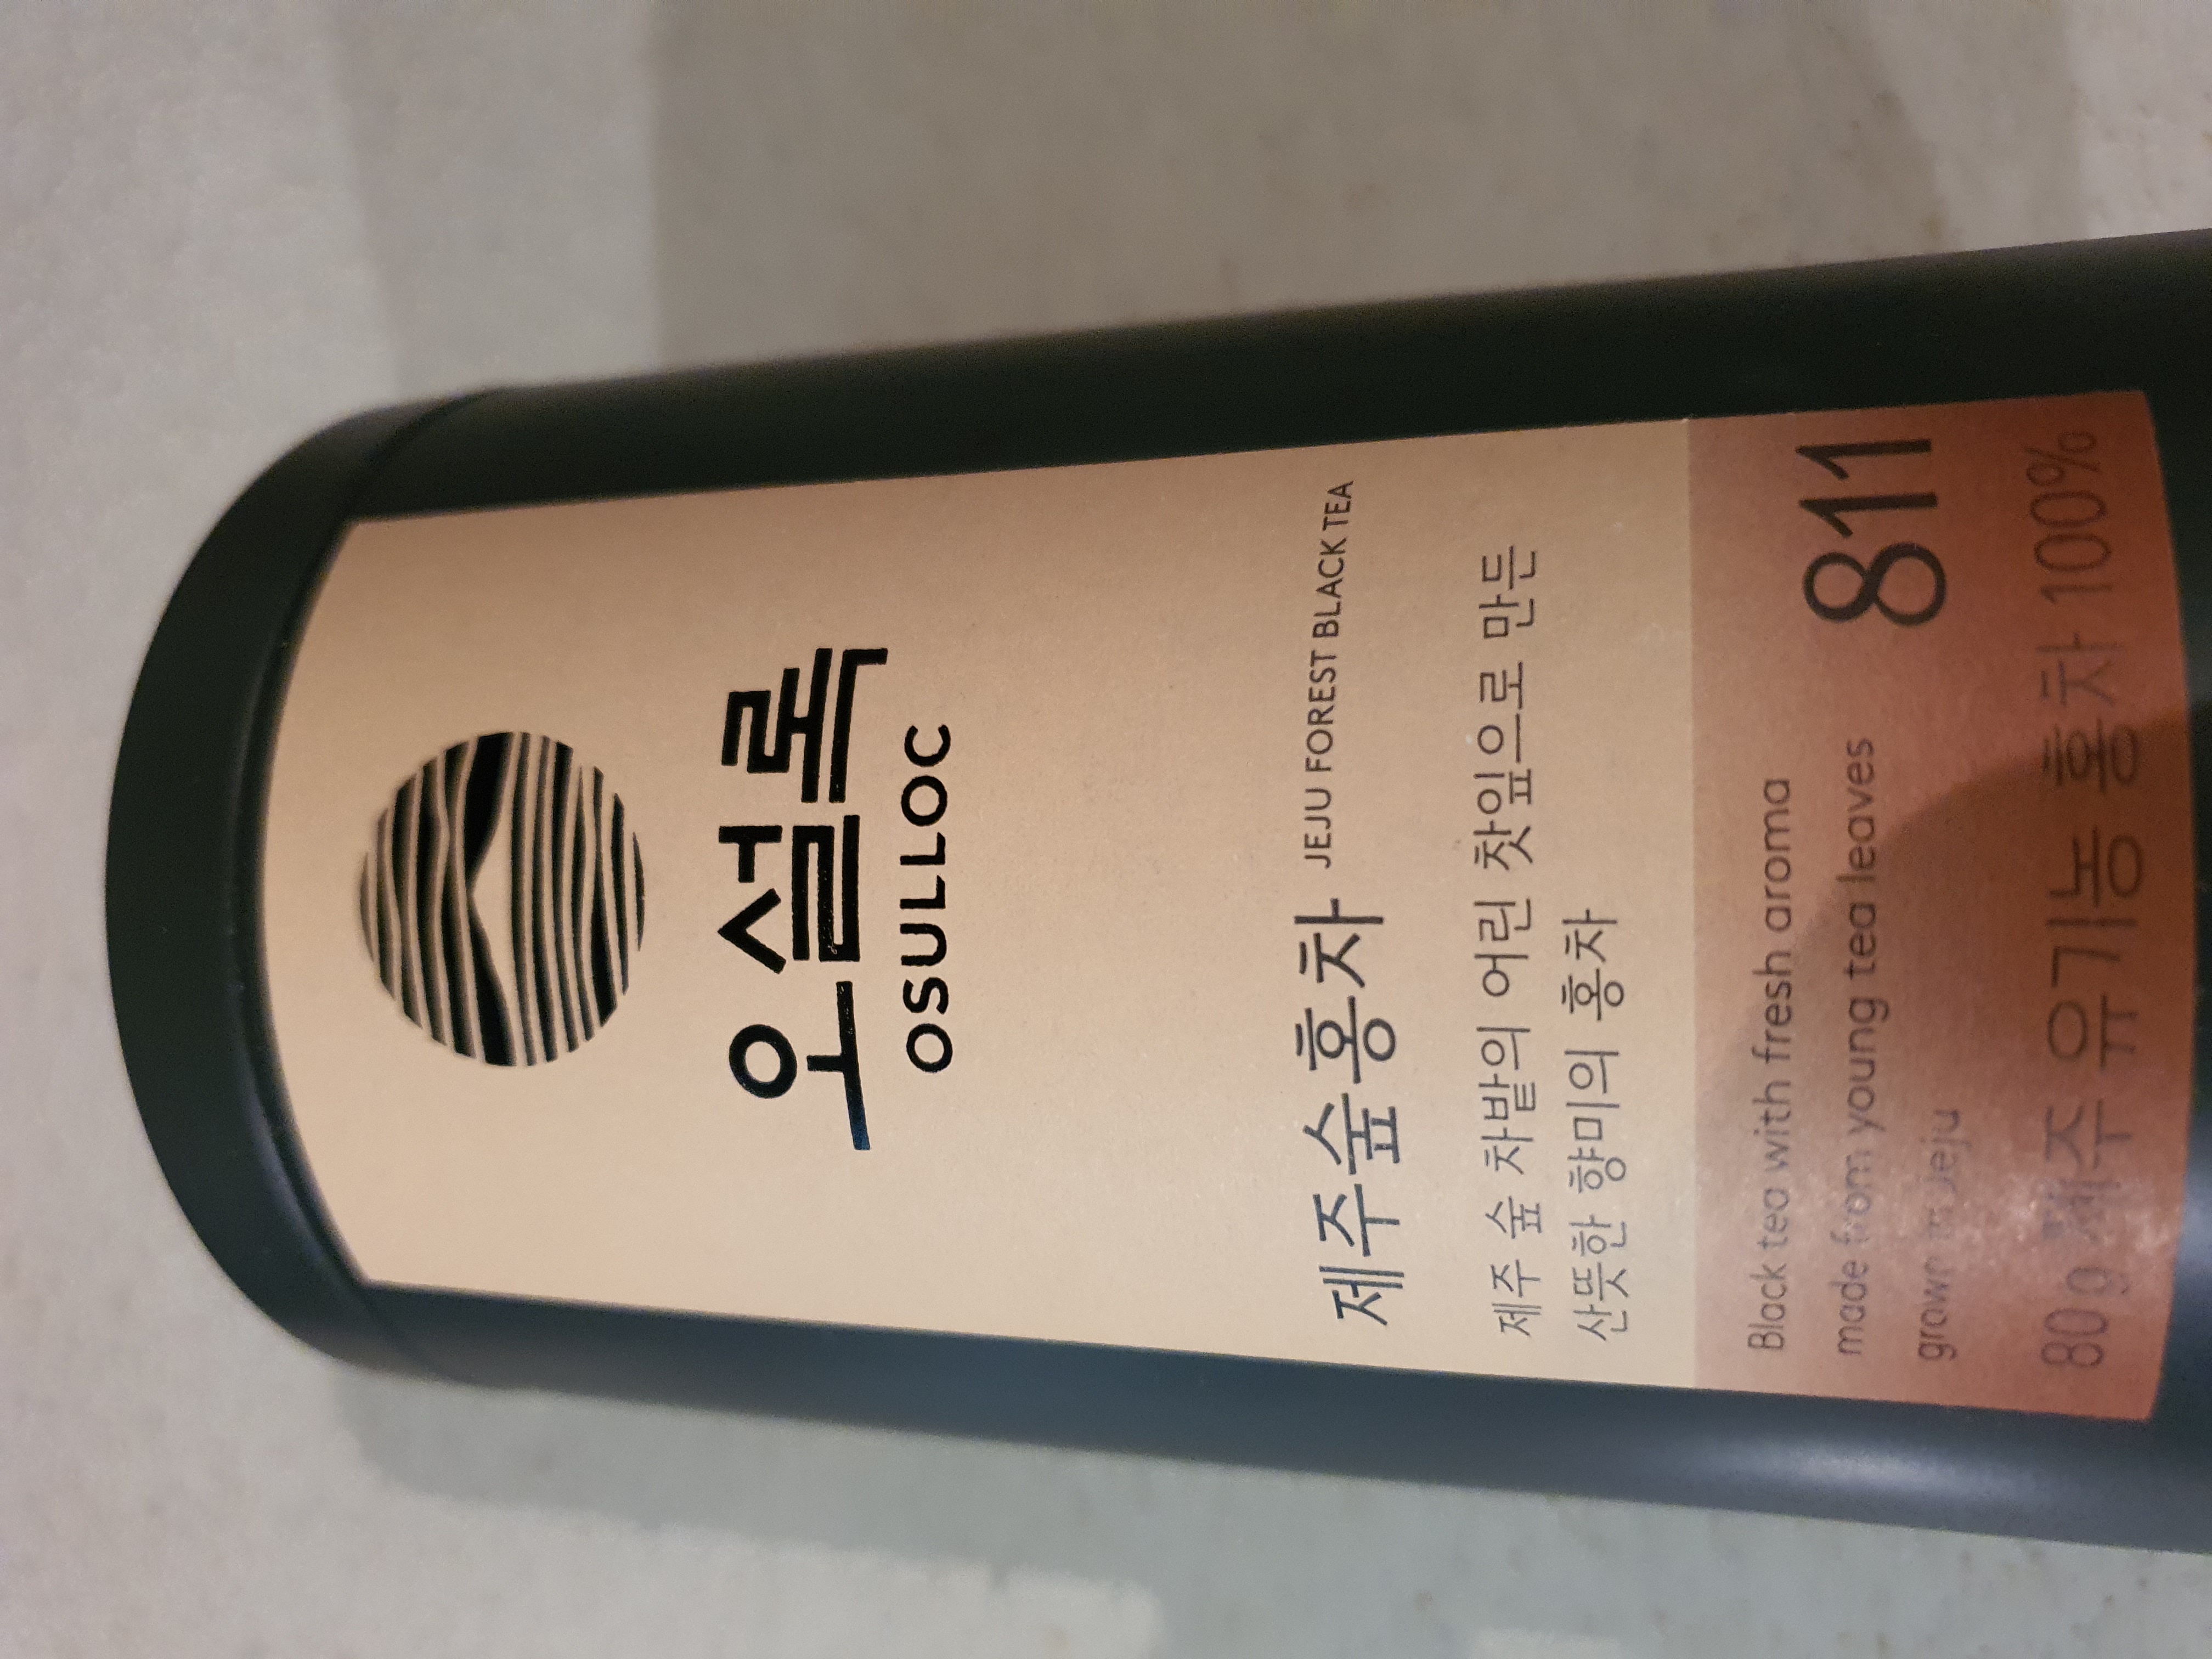 오설록
OSULLOC
제주숲홍차 JEJU FOREST BLACK TEA
제주 숲 차밭의 어린 찻잎으로 만든
산뜻한 향미의 홍차
Black tea with fresh aroma
made from young tea leaves 811
grown in Jeju
80g 제주 유기농 홍차 100%